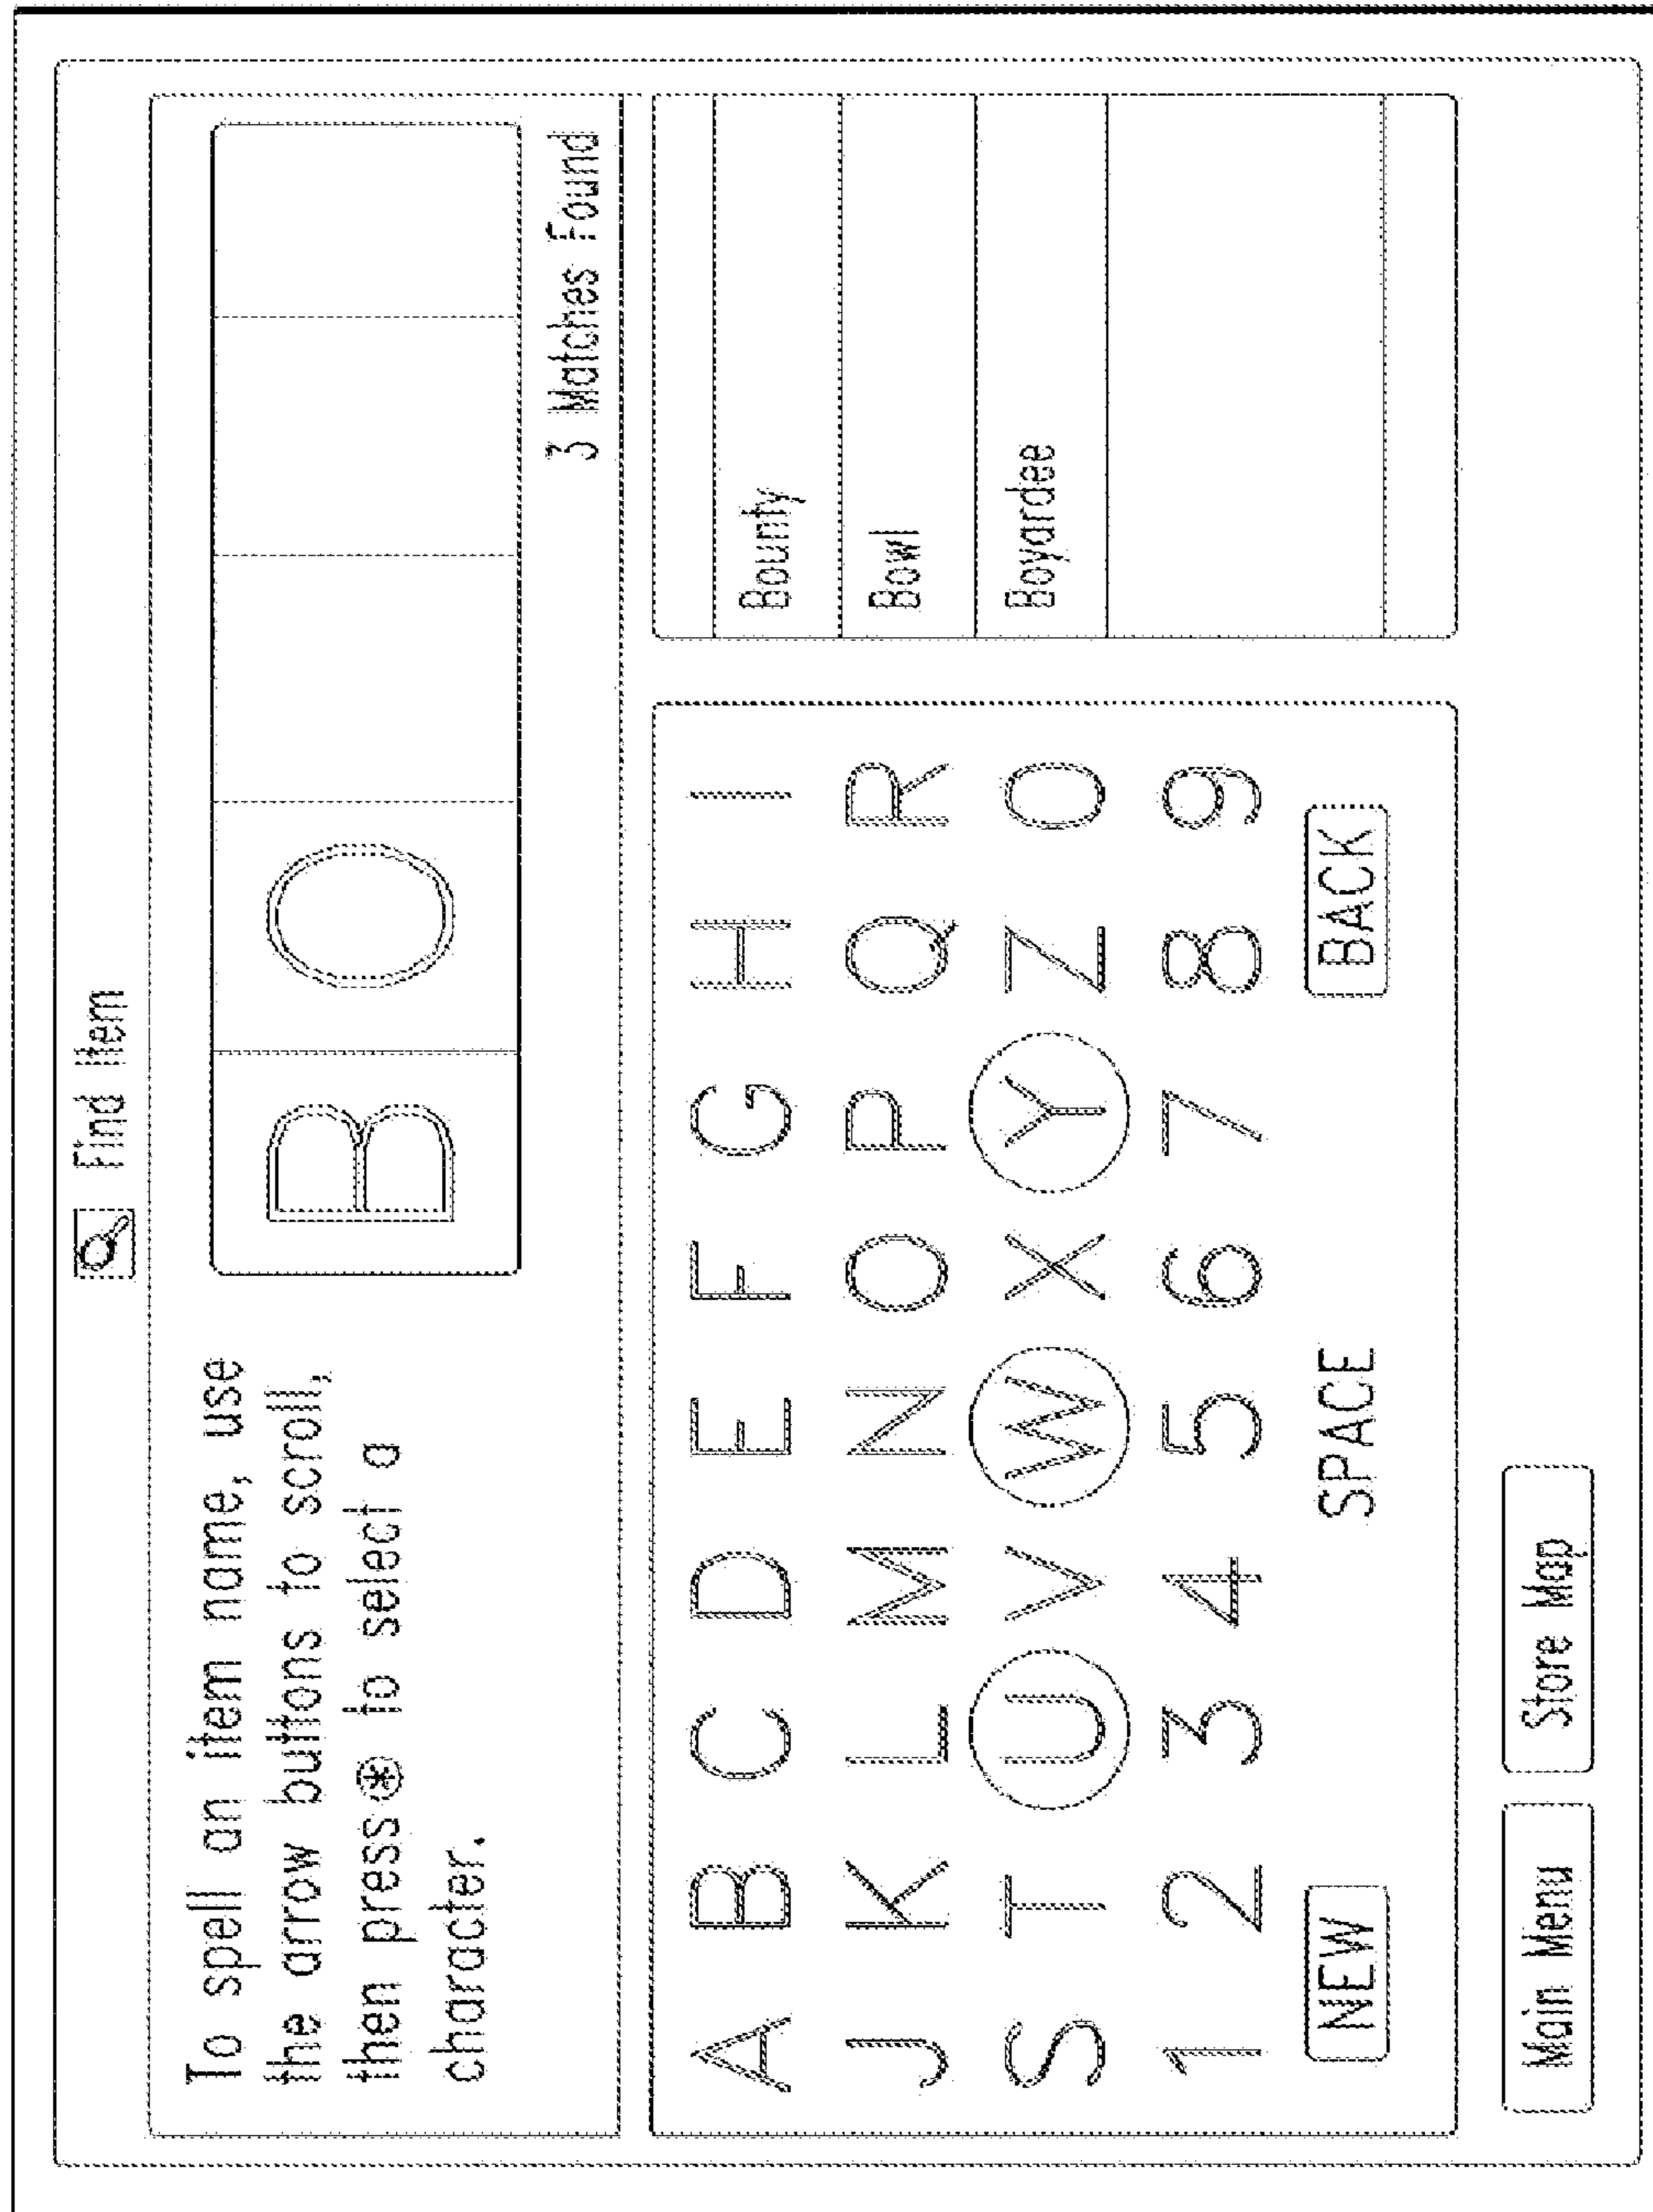 Find Item
To spell an item name, use
the arrow buttons to scroll,
then press ⊛ to select a
character.
B O
3 Matches Found
A B C D E F G H I
J K L M N O P Q R
S T U V W X Y Z 0
1 2 3 4 5 6 7 8 9
NEW SPACE BACK
Bounty
Bowl
Boyardee
Main Menu Store Map